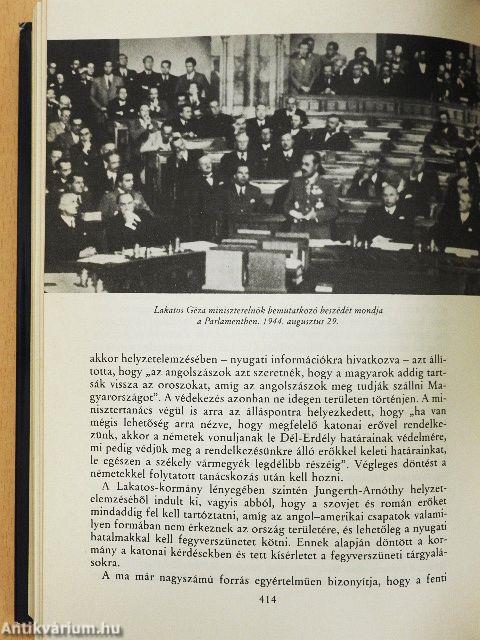 Lakatos Géza miniszterelnök bemutatkozó beszédét mondja
a Parlamentben. 1944. augusztus 29.
akkor helyzetelemzésében – nyugati információkra hivatkozva – azt állí-
totta, hogy „az angolszászok azt szeretnék, hogy a magyarok addig tart-
sák vissza az oroszokat, amíg az angolszászok meg tudják szállni Ma-
gyarországot". A védekezés azonban ne idegen területen történjen. A mi-
nisztertanács végül is arra az álláspontra helyezkedett, hogy „ha van
mégis lehetőség arra nézve, hogy megfelelő katonai erővel rendelke-
zünk, akkor a németek vonuljanak le Dél-Erdély határainak védelmére,
mi pedig védjük meg a rendelkezésünkre álló erőkkel keleti határainkat,
le egészen a székely vármegyék legdélibb részéig". Végleges döntést a
németekkel folytatott tanácskozás után kell hozni.
A Lakatos-kormány lényegében szintén Jungerth-Arnóthy helyzet-
elemzéséből indult ki, vagyis abból, hogy a szovjet és román erőket
mindaddig fel kell tartóztatni, amíg az angol–amerikai csapatok valami-
lyen formában nem érkeznek az ország területére, és lehetőleg a nyugati
hatalmakkal kell fegyverszünetet kötni. Ennek alapján döntött a kor-
mány a katonai kérdésekben és tett kísérletet a fegyverszüneti tárgyalá-
sokra.
A ma már nagyszámú forrás egyértelműen bizonyítja, hogy a fenti
414
Antikvárium.hu